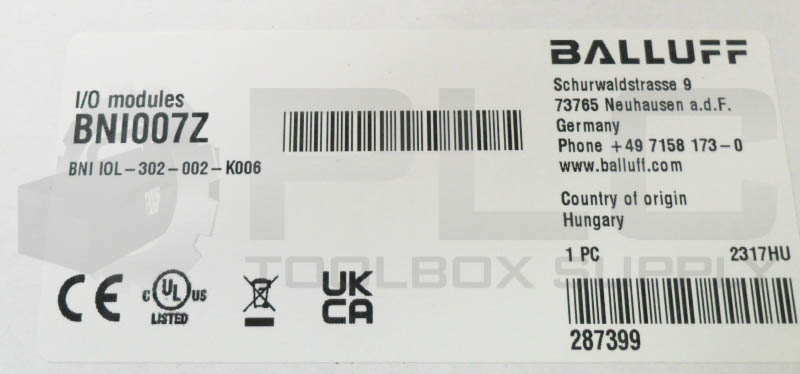 BALLUFF
I/O modules
BNI007Z
BNI IOL-302-002-K006
Schurwaldstrasse 9
73765 Neuhausen a.d.F.
Germany
Phone +49 7158 173-0
www.balluff.com
Country of origin
Hungary
1 PC 2317HU
287399
CE
C UL US
LISTED
UK
CA
PLC
TOOLBOX SUPPLY